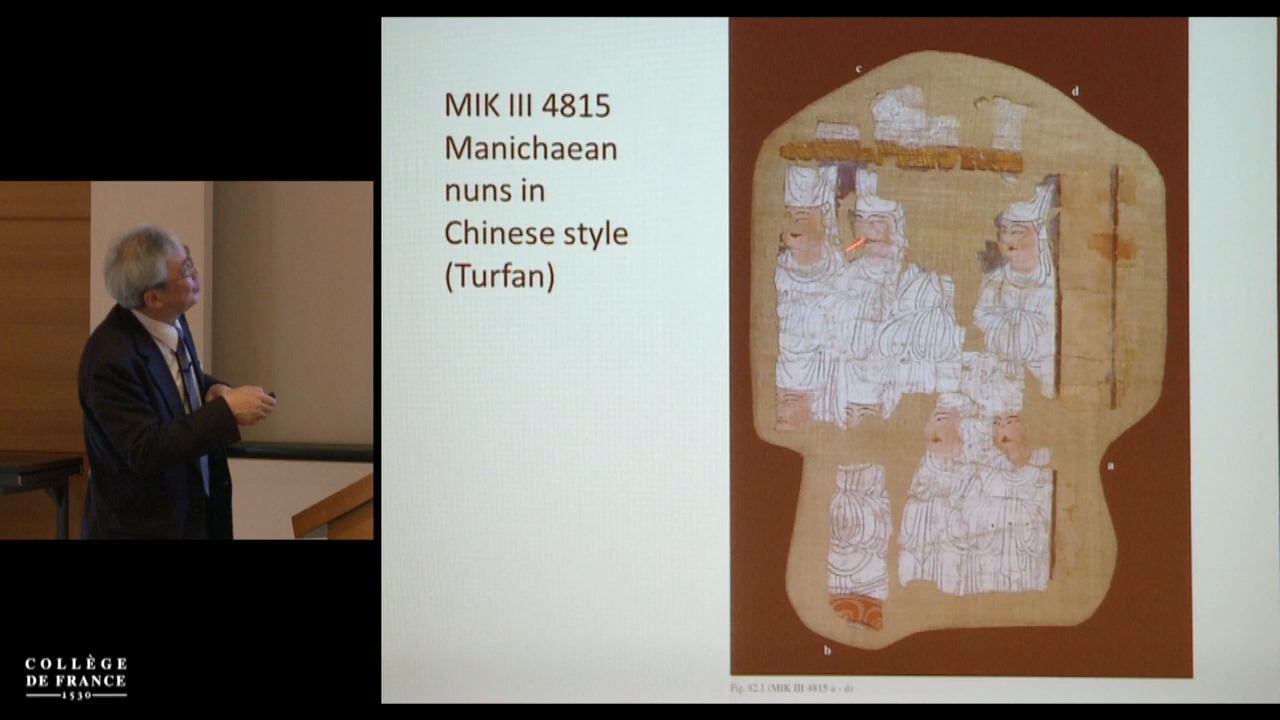 MIK III 4815
Manichaean
nuns in
Chinese style
(Turfan)
c
d
a
b
Fig. 82.1 (MIK III 4815 a - d)
COLLÈGE
DE FRANCE
1530